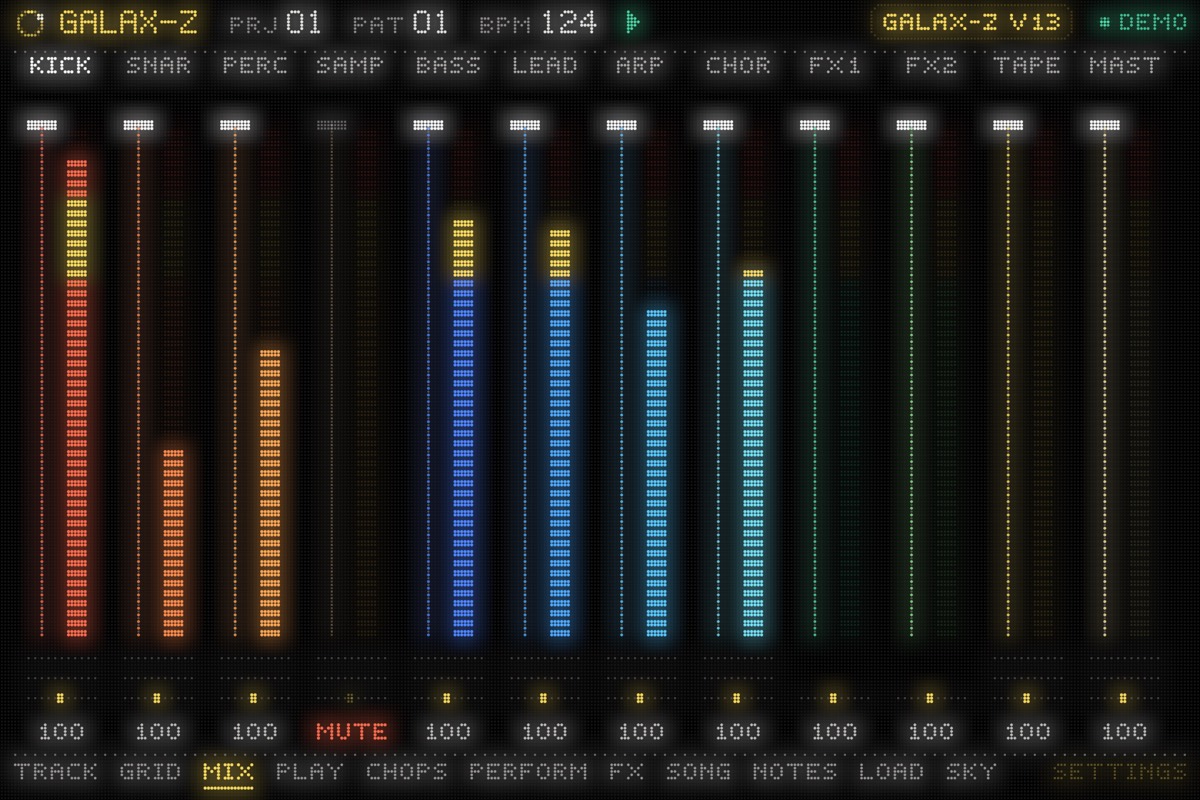 GALAX-Z PRJ 01 PAT 01 BPM 124 GALAX-Z V13 DEMO
KICK SNAR PERC SAMP BASS LEAD ARP CHOR FX1 FX2 TAPE MAST
100 100 100 MUTE 100 100 100 100 100 100 100 100
TRACK GRID MIX PLAY CHOPS PERFORM FX SONG NOTES LOAD SKY SETTINGS